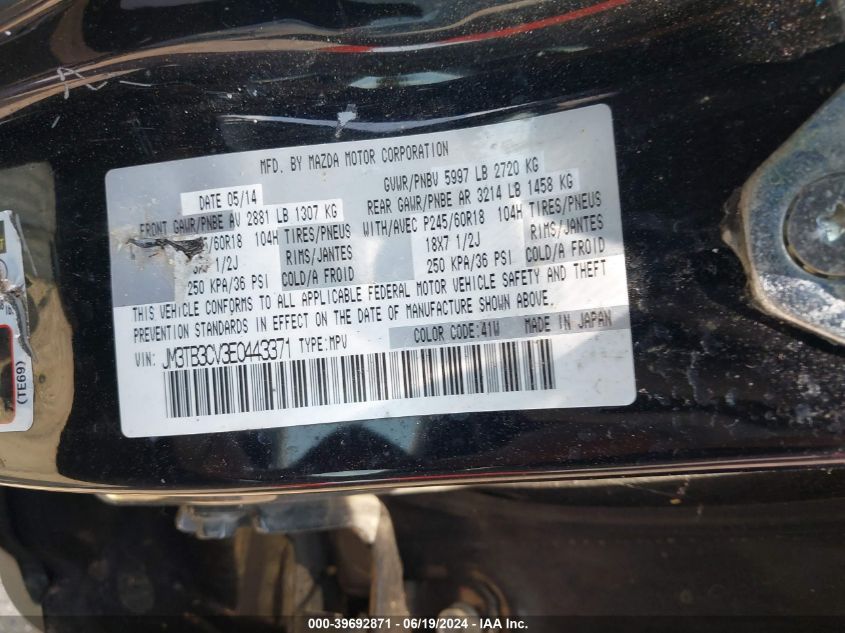 MFD. BY MAZDA MOTOR CORPORATION
DATE 05/14 GVWR/PNBV 5997 LB 2720 KG
FRONT GAWR/PNBE AV 2881 LB 1307 KG REAR GAWR/PNBE AR 3214 LB 1458 KG
5/60R18 104H TIRES/PNEUS WITH/AVEC P245/60R18 104H TIRES/PNEUS
1/2J RIMS/JANTES 18X7 1/2J RIMS/JANTES
250 KPA/36 PSI COLD/A FROID 250 KPA/36 PSI COLD/A FROID
THIS VEHICLE CONFORMS TO ALL APPLICABLE FEDERAL MOTOR VEHICLE SAFETY AND THEFT
PREVENTION STANDARDS IN EFFECT ON THE DATE OF MANUFACTURE SHOWN ABOVE.
COLOR CODE:41W MADE IN JAPAN
VIN: JM3TB3CV3E0443371 TYPE:MPV
(TE69)
000-39692871 - 06/19/2024 - IAA Inc.